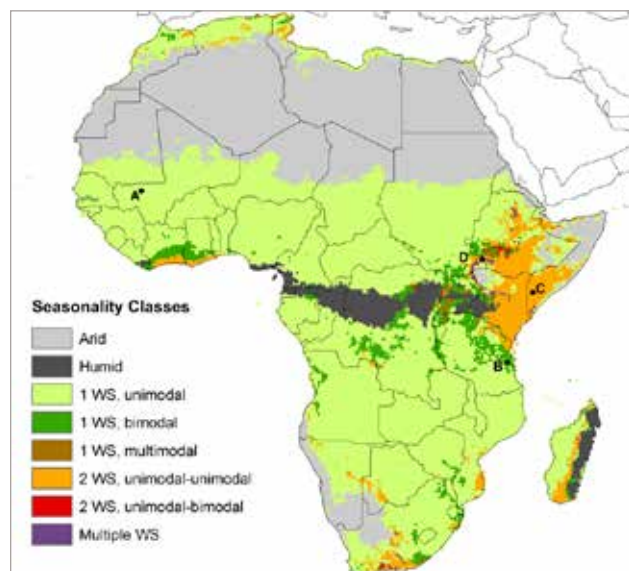 A
D
C
B
Seasonality Classes
Arid
Humid
1 WS, unimodal
1 WS, bimodal
1 WS, multimodal
2 WS, unimodal-unimodal
2 WS, unimodal-bimodal
Multiple WS